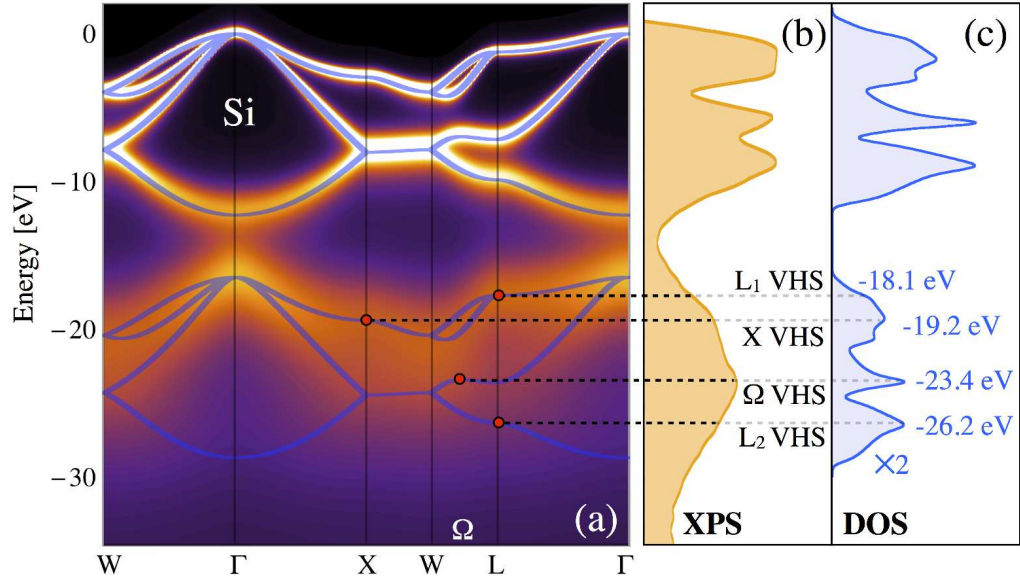 Energy [eV]
0
−10
−20
−30
Si
Ω
(a)
W Γ X W L Γ
(b)
L₁ VHS
X VHS
Ω VHS
L₂ VHS
XPS
(c)
-18.1 eV
-19.2 eV
-23.4 eV
-26.2 eV
×2
DOS